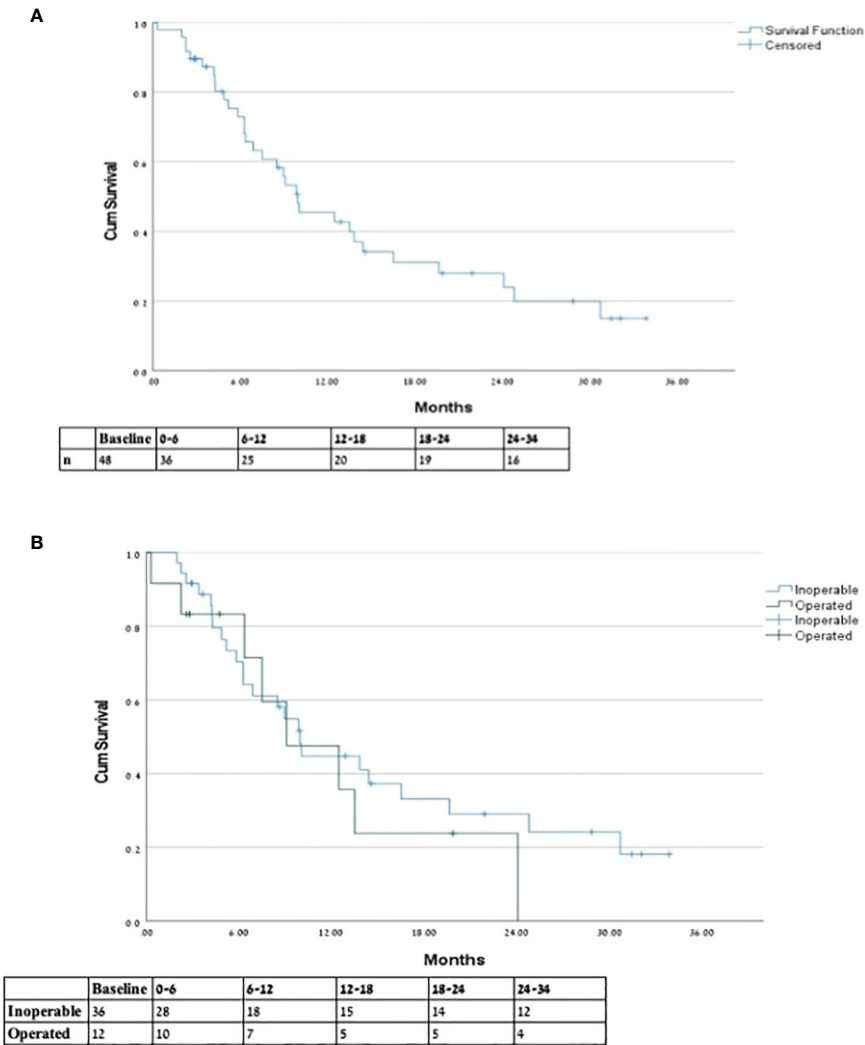 A
Survival Function
Censored
1.0
0.8
0.6
0.4
0.2
0.0
Cum Survival
.00 6.00 12.00 18.00 24.00 30.00 36.00
Months
Baseline 0-6 6-12 12-18 18-24 24-34
n 48 36 25 20 19 16
B
Inoperable
Operated
Inoperable
Operated
1.0
0.8
0.6
0.4
0.2
0.0
Cum Survival
.00 6.00 12.00 18.00 24.00 30.00 36.00
Months
Baseline 0-6 6-12 12-18 18-24 24-34
Inoperable 36 28 18 15 14 12
Operated 12 10 7 5 5 4